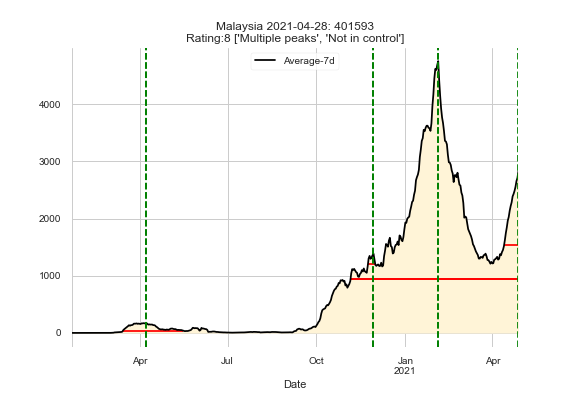 Malaysia 2021-04-28: 401593
Rating:8 ['Multiple peaks', 'Not in control']
Average-7d
4000
3000
2000
1000
0
Apr
Jul
Oct
Jan
2021
Apr
Date